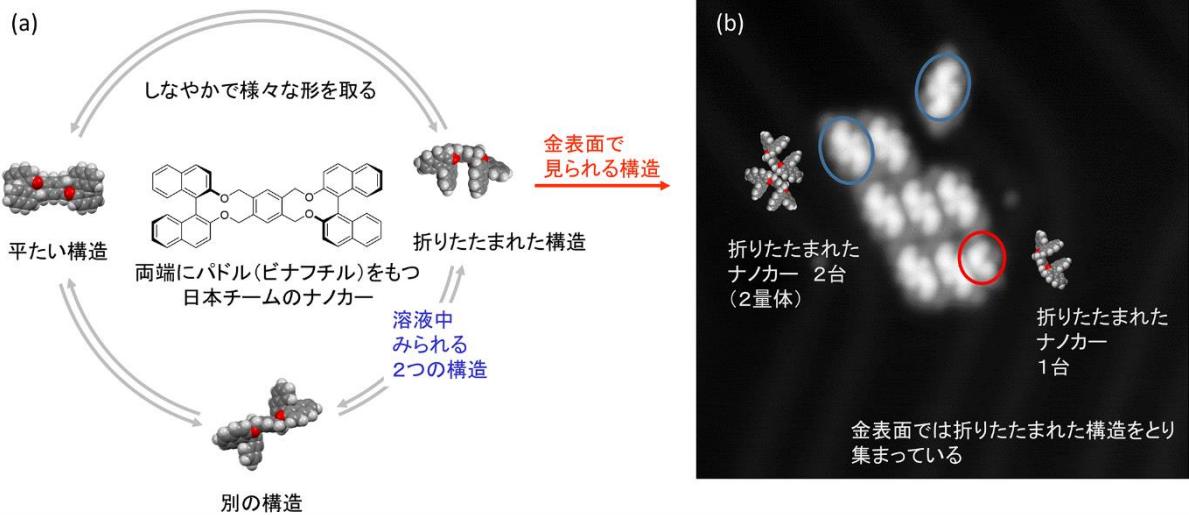 (a)
しなやかで様々な形を取る
平たい構造
O
O
O
O
両端にパドル（ビナフチル）をもつ
日本チームのナノカー
折りたたまれた構造
溶液中
みられる
２つの構造
別の構造
金表面で
見られる構造
(b)
折りたたまれた
ナノカー ２台
（２量体）
折りたたまれた
ナノカー
１台
金表面では折りたたまれた構造をとり
集まっている